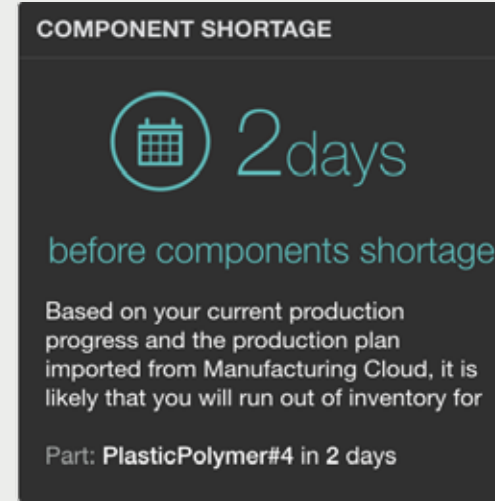 COMPONENT SHORTAGE
2days
before components shortage
Based on your current production
progress and the production plan
imported from Manufacturing Cloud, it is
likely that you will run out of inventory for
Part: PlasticPolymer#4 in 2 days